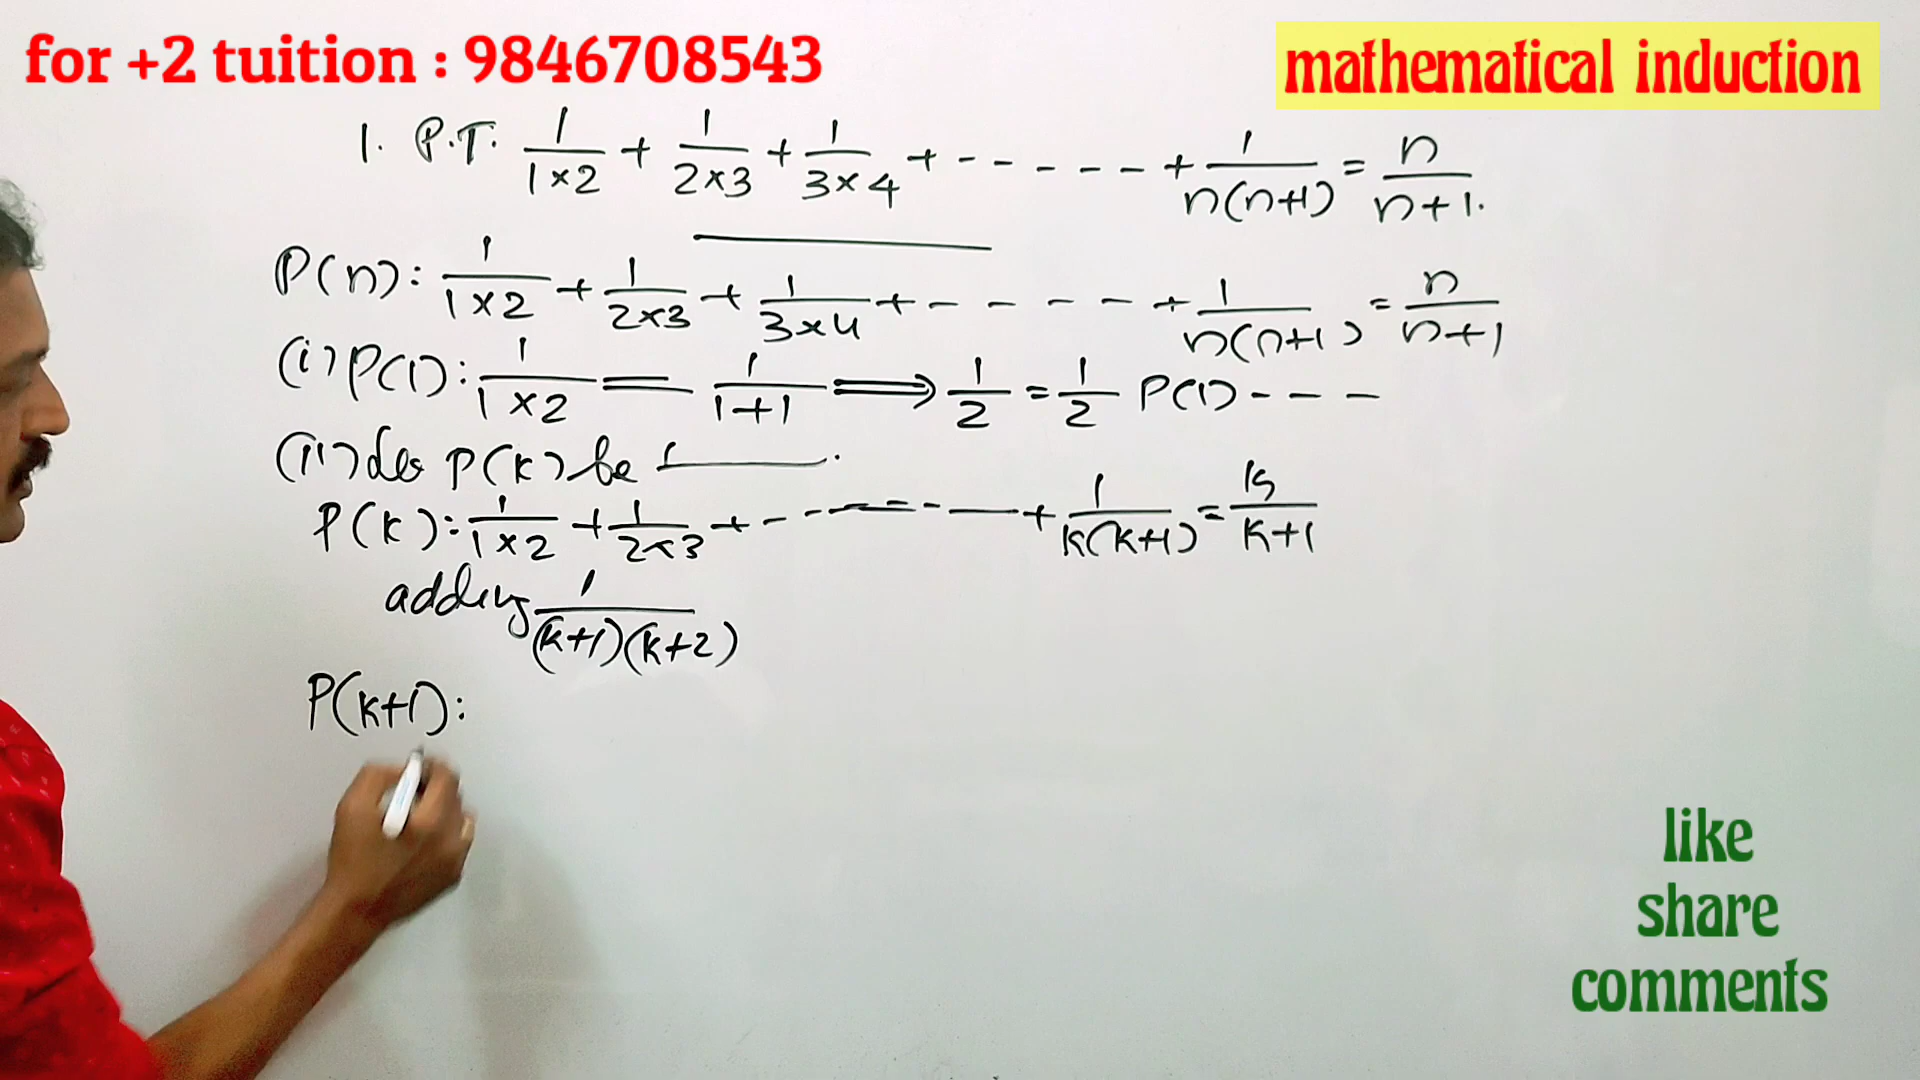 for +2 tuition : 9846708543
mathematical induction
1. P.T. 1/(1×2) + 1/(2×3) + 1/(3×4) + - - - - - + 1/(n(n+1)) = n/(n+1).
P(n): 1/(1×2) + 1/(2×3) + 1/(3×4) + - - - - - + 1/(n(n+1)) = n/(n+1)
(i) P(1): 1/(1×2) = 1/(1+1) ⟹ 1/2 = 1/2 P(1) - - -
(ii) P(k) be
P(k): 1/(1×2) + 1/(2×3) + - - - - - - + 1/(k(k+1)) = k/(k+1)
adding 1/((k+1)(k+2))
P(k+1):
like
share
comments